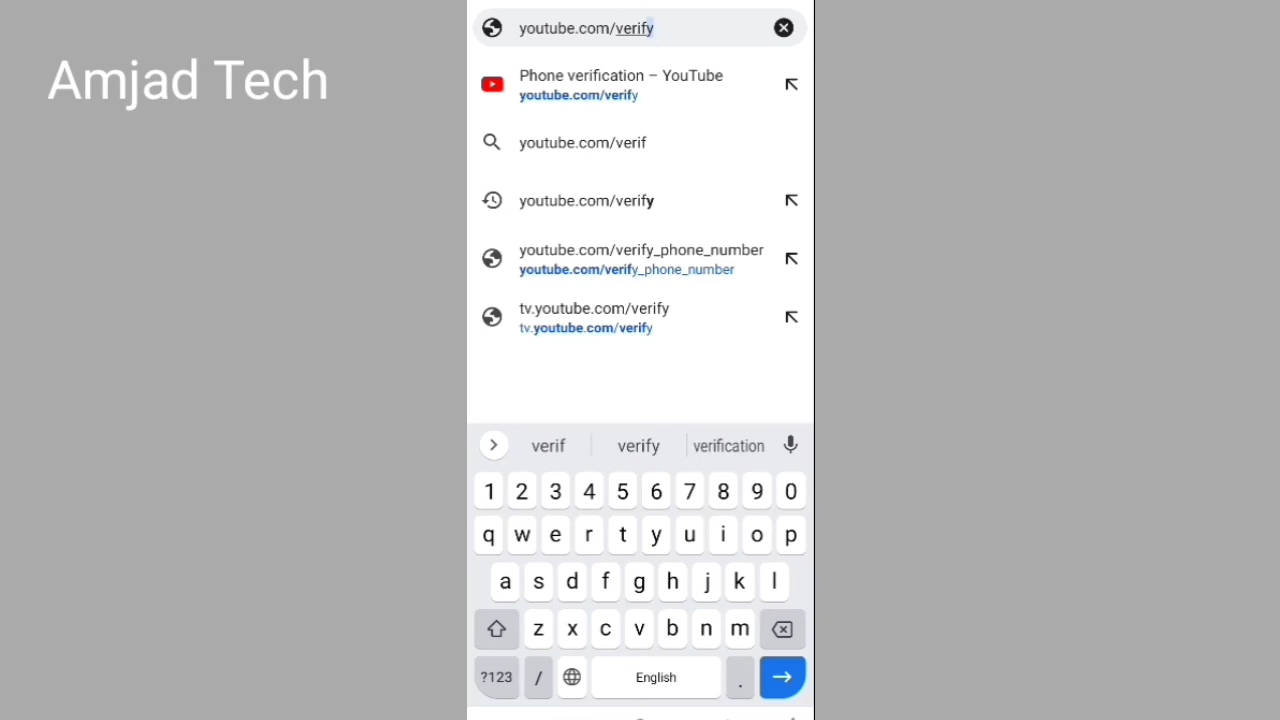 Amjad Tech
youtube.com/verify
Phone verification – YouTube
youtube.com/verify
youtube.com/verif
youtube.com/verify
youtube.com/verify_phone_number
youtube.com/verify_phone_number
tv.youtube.com/verify
tv.youtube.com/verify
verif verify verification
1 2 3 4 5 6 7 8 9 0
q w e r t y u i o p
a s d f g h j k l
z x c v b n m
?123 / English .